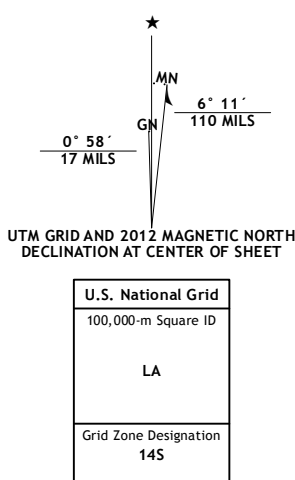 MN
GN
6° 11´
110 MILS
0° 58´
17 MILS
UTM GRID AND 2012 MAGNETIC NORTH
DECLINATION AT CENTER OF SHEET
U.S. National Grid
100,000-m Square ID
LA
Grid Zone Designation
14S